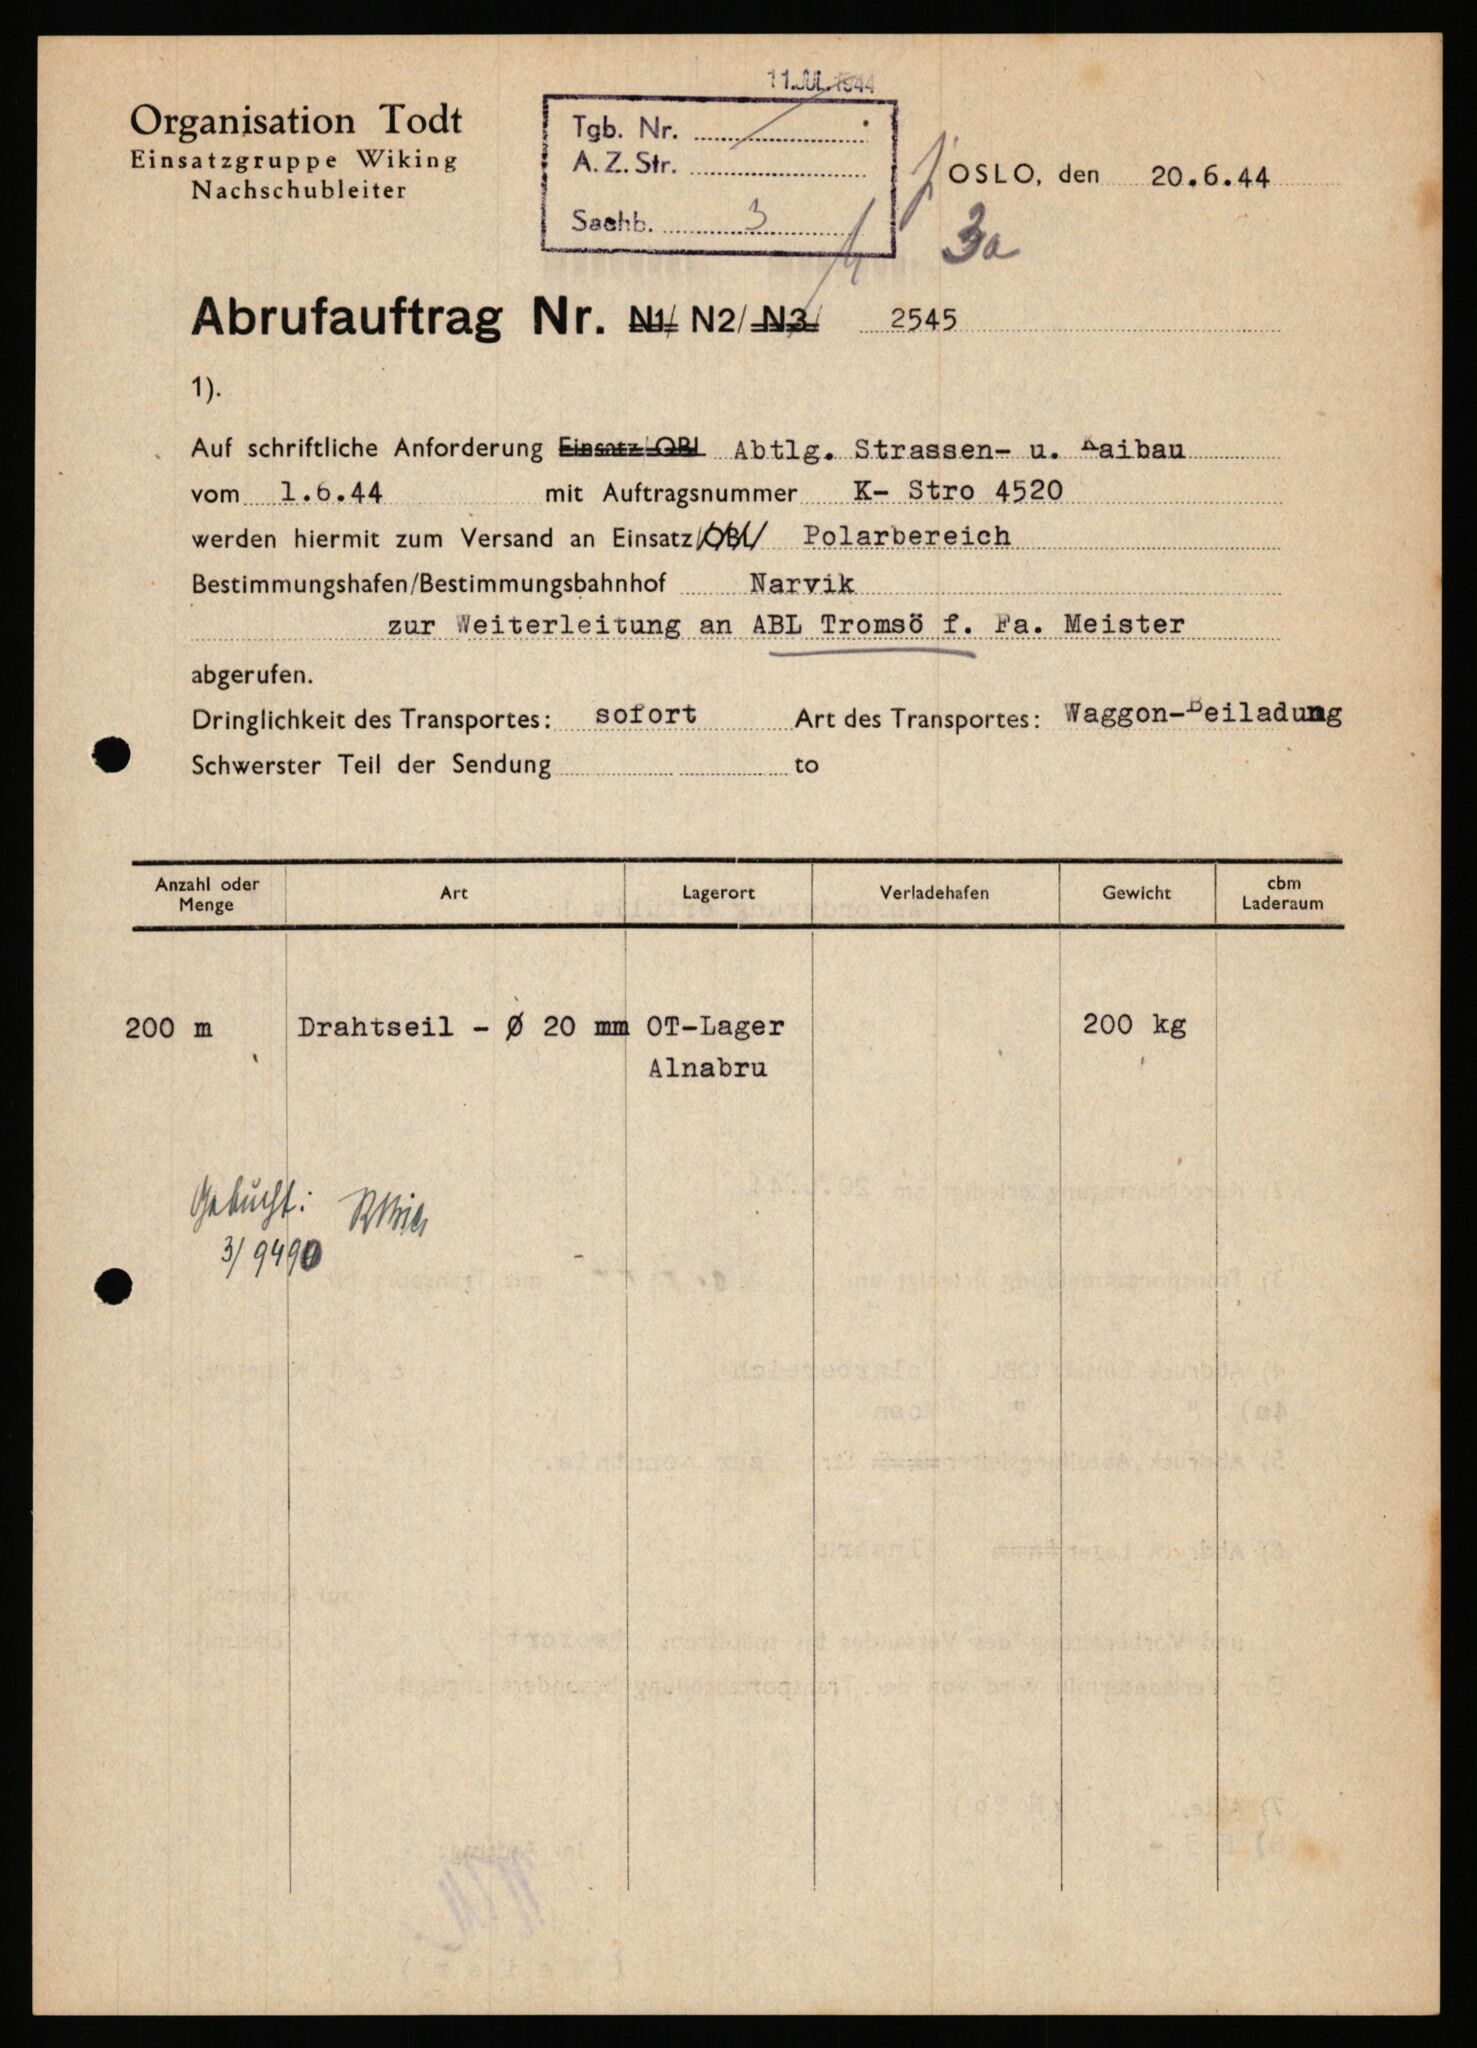 11. JUL. 1944
Organisation Todt
Einsatzgruppe Wiking
Nachschubleiter
Tgb. Nr.
A. Z. Str.
Sachb. 3
OSLO, den 20.6.44
3a
Abrufauftrag Nr. N1/ N2/ N3/ 2545
1).
Auf schriftliche Anforderung Einsatz/OBL Abtlg. Strassen- u. Kaibau
vom 1.6.44 mit Auftragsnummer K- Stro 4520
werden hiermit zum Versand an Einsatz/OBL/ Polarbereich
Bestimmungshafen/Bestimmungsbahnhof Narvik
zur Weiterleitung an ABL Tromsö f. Fa. Meister
abgerufen.
Dringlichkeit des Transportes: sofort Art des Transportes: Waggon-Beiladung
Schwerster Teil der Sendung to
Anzahl oder Menge Art Lagerort Verladehafen Gewicht cbm Laderaum
200 m Drahtseil - Ø 20 mm OT-Lager 200 kg
Alnabru
Gebucht:
3/9490